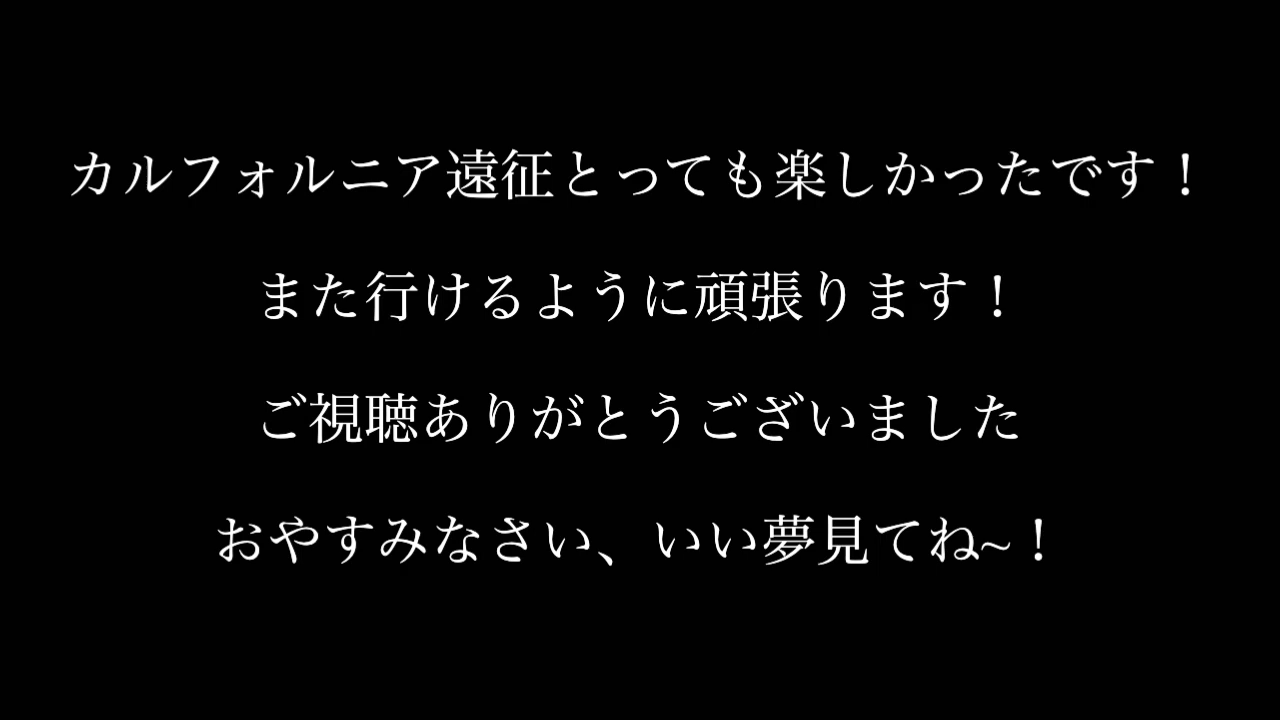 カルフォルニア遠征とっても楽しかったです！
また行けるように頑張ります！
ご視聴ありがとうございました
おやすみなさい、いい夢見てね~！